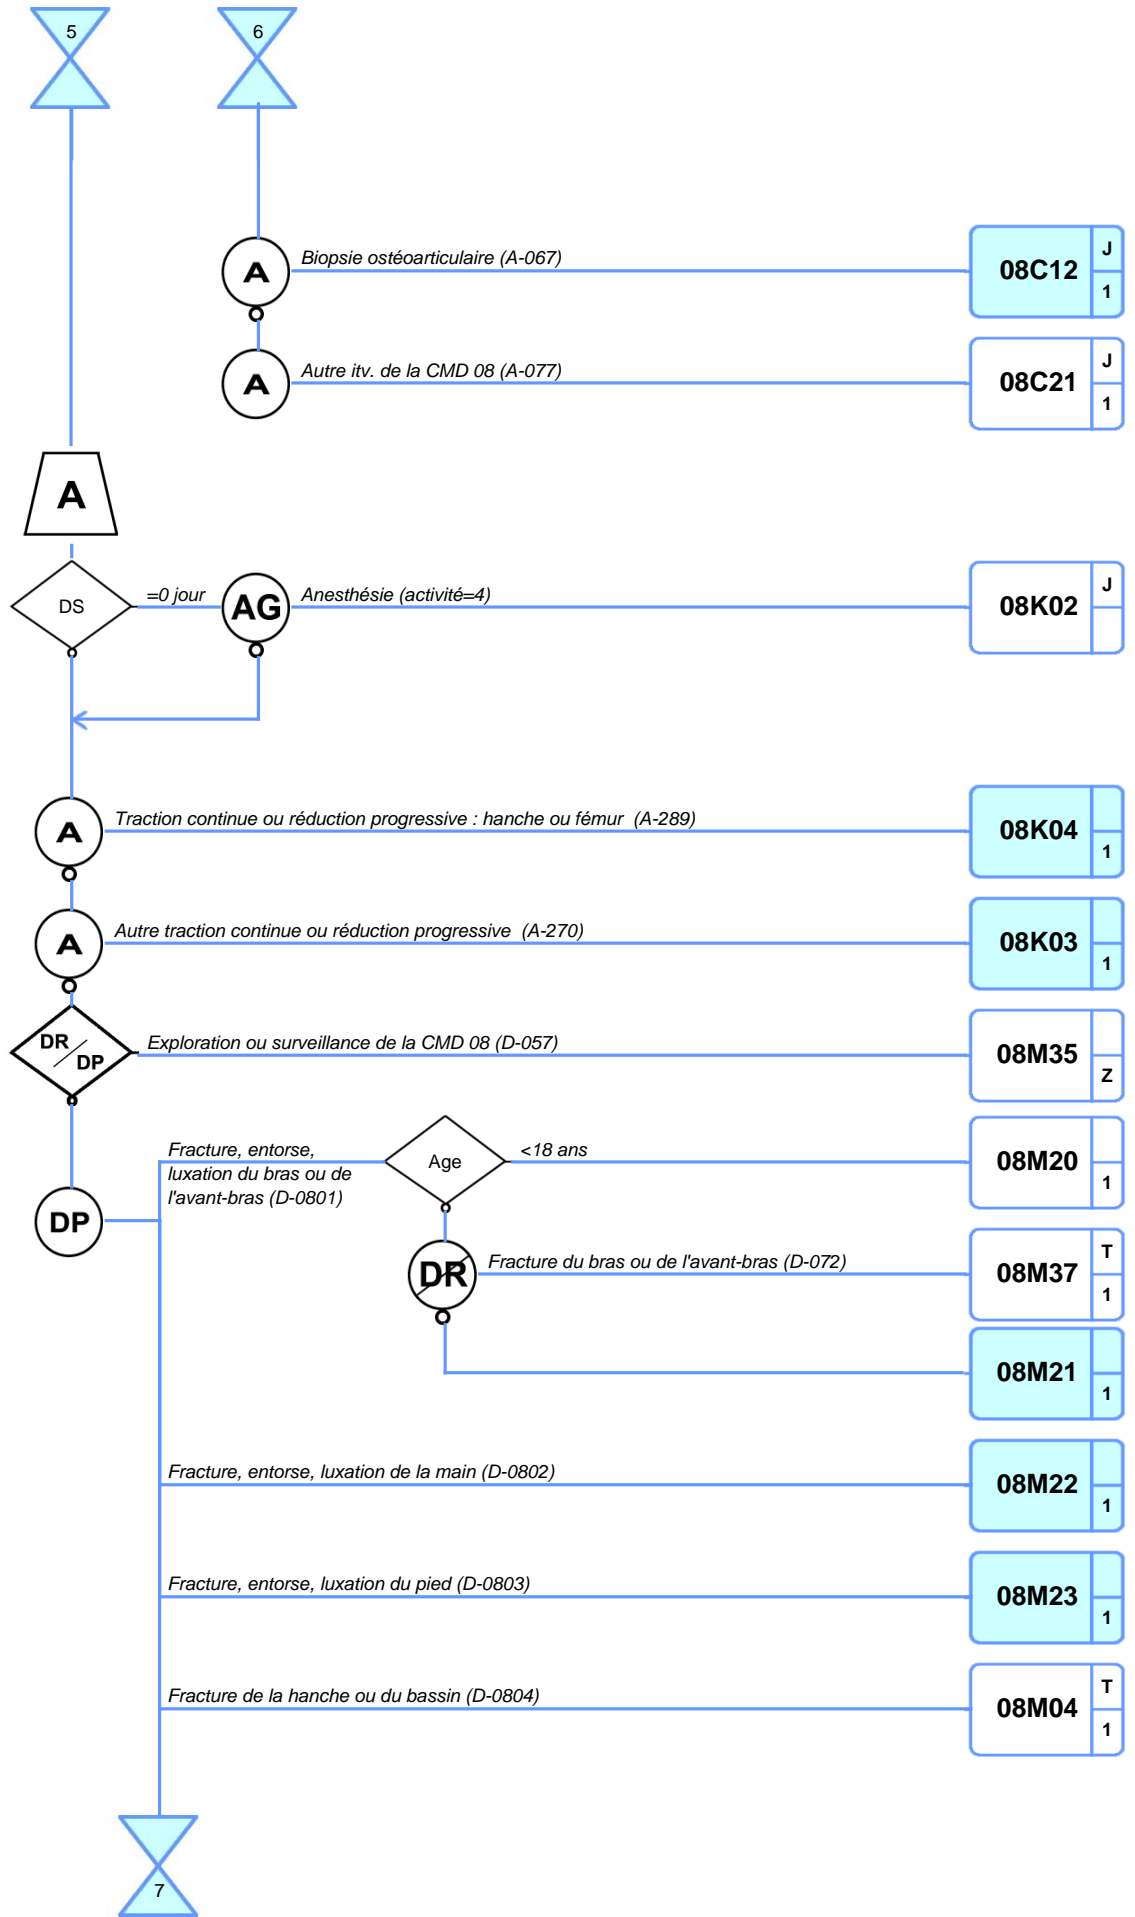 5
6
A
Biopsie ostéoarticulaire (A-067)
08C12
J
1
A
Autre itv. de la CMD 08 (A-077)
08C21
J
1
A
DS
=0 jour
AG
Anesthésie (activité=4)
08K02
J
A
Traction continue ou réduction progressive : hanche ou fémur (A-289)
08K04
1
A
Autre traction continue ou réduction progressive (A-270)
08K03
1
DR
DP
Exploration ou surveillance de la CMD 08 (D-057)
08M35
Z
Fracture, entorse,
luxation du bras ou de
l'avant-bras (D-0801)
Age
<18 ans
08M20
1
DP
DR
Fracture du bras ou de l'avant-bras (D-072)
08M37
T
1
08M21
1
Fracture, entorse, luxation de la main (D-0802)
08M22
1
Fracture, entorse, luxation du pied (D-0803)
08M23
1
Fracture de la hanche ou du bassin (D-0804)
08M04
T
1
7